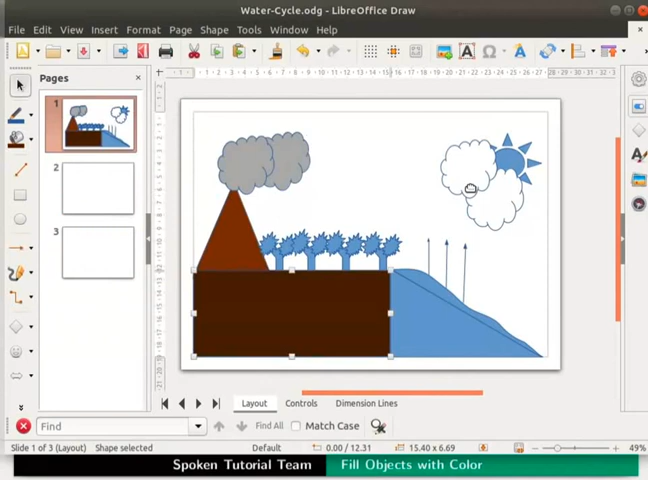 Water-Cycle.odg - LibreOffice Draw
File Edit View Insert Format Page Shape Tools Window Help
Pages
1
2
3
Layout Controls Dimension Lines
Find Find All Match Case
Slide 1 of 3 (Layout) Shape selected Default 0.00 / 12.31 15.40 x 6.69 49%
Spoken Tutorial Team Fill Objects with Color